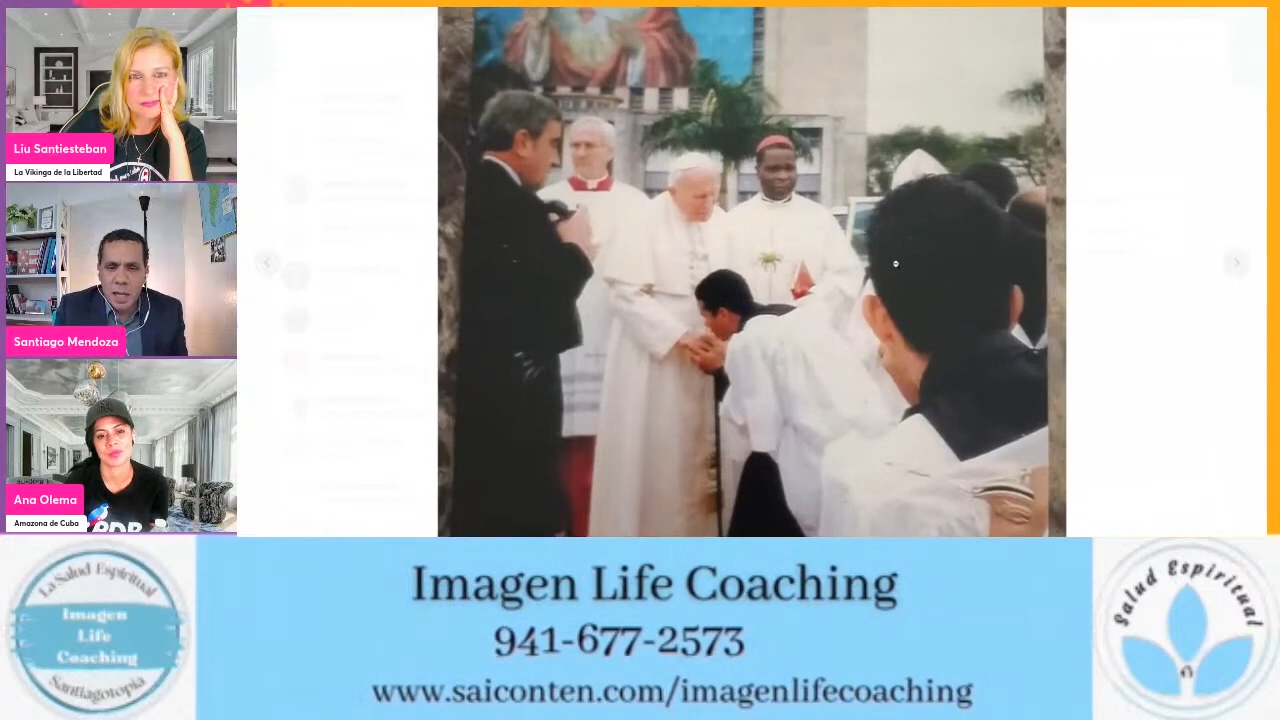 Liu Santiesteban
La Vikinga de la Libertad
Santiago Mendoza
Ana Olema
Amazona de Cuba
La Salud Espiritual
Imagen
Life
Coaching
Santiagotopia
Imagen Life Coaching
941-677-2573
www.saiconten.com/imagenlifecoaching
Salud Espiritual